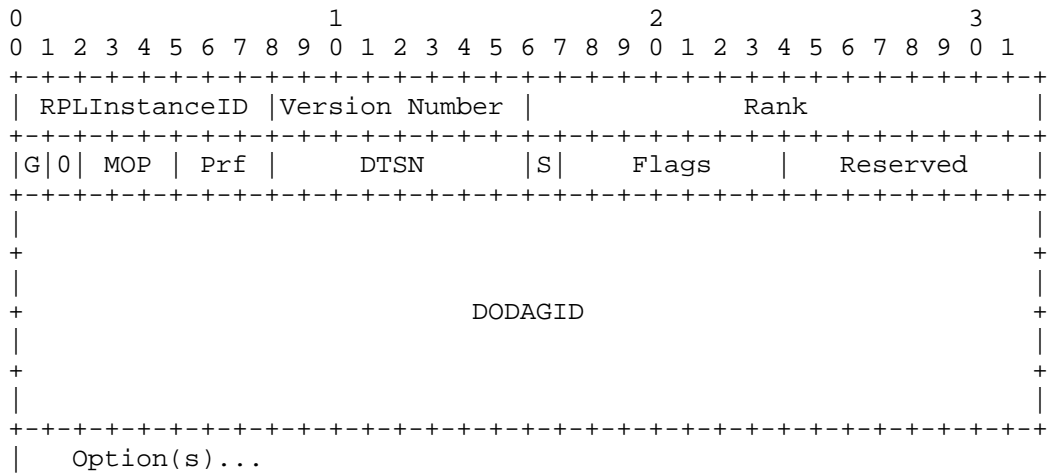 0                   1                   2                   3
0 1 2 3 4 5 6 7 8 9 0 1 2 3 4 5 6 7 8 9 0 1 2 3 4 5 6 7 8 9 0 1
+-+-+-+-+-+-+-+-+-+-+-+-+-+-+-+-+-+-+-+-+-+-+-+-+-+-+-+-+-+-+-+-+
| RPLInstanceID |Version Number |             Rank              |
+-+-+-+-+-+-+-+-+-+-+-+-+-+-+-+-+-+-+-+-+-+-+-+-+-+-+-+-+-+-+-+-+
|G|0| MOP | Prf |     DTSN      |S|    Flags    |   Reserved    |
+-+-+-+-+-+-+-+-+-+-+-+-+-+-+-+-+-+-+-+-+-+-+-+-+-+-+-+-+-+-+-+-+
|                                                               |
+                                                               +
|                                                               |
+                            DODAGID                            +
|                                                               |
+                                                               +
|                                                               |
+-+-+-+-+-+-+-+-+-+-+-+-+-+-+-+-+-+-+-+-+-+-+-+-+-+-+-+-+-+-+-+-+
|   Option(s)...